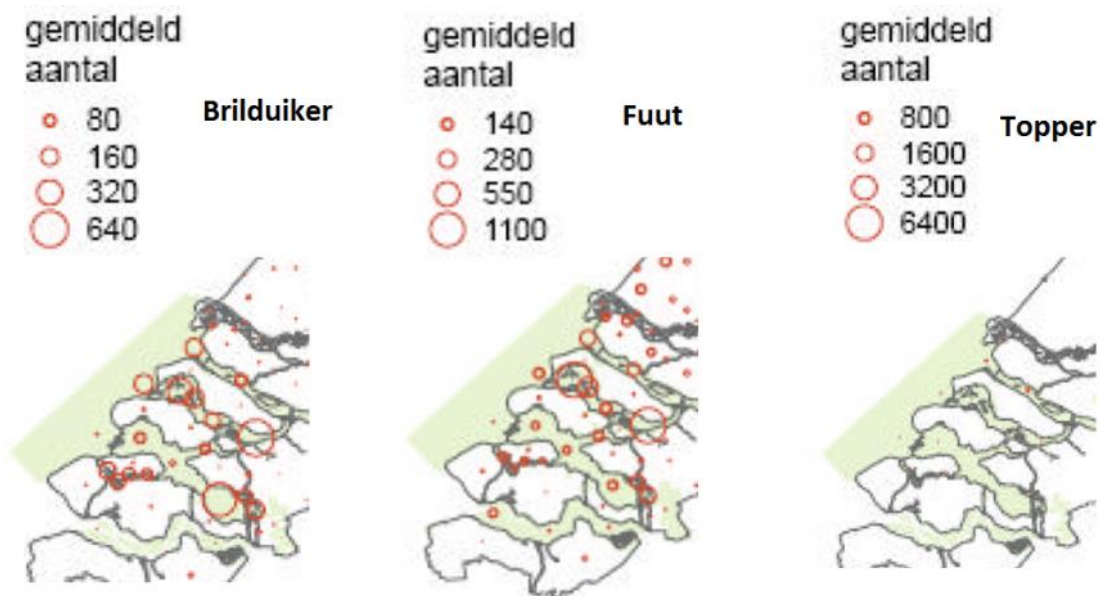 gemiddeld
aantal
80
160
320
640
Brilduiker
gemiddeld
aantal
140
280
550
1100
Fuut
gemiddeld
aantal
800
1600
3200
6400
Topper